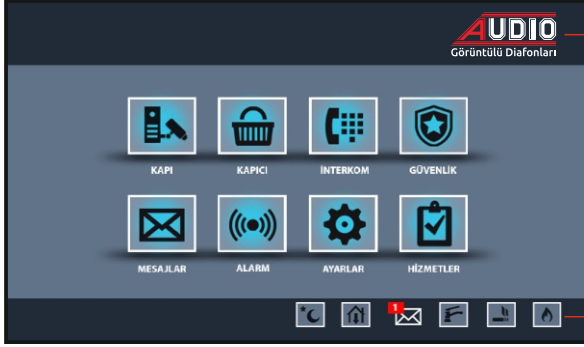 AUDIO
Görüntülü Diafonları
KAPI KAPICI İNTERKOM GÜVENLİK
MESAJLAR ALARM AYARLAR HİZMETLER
1